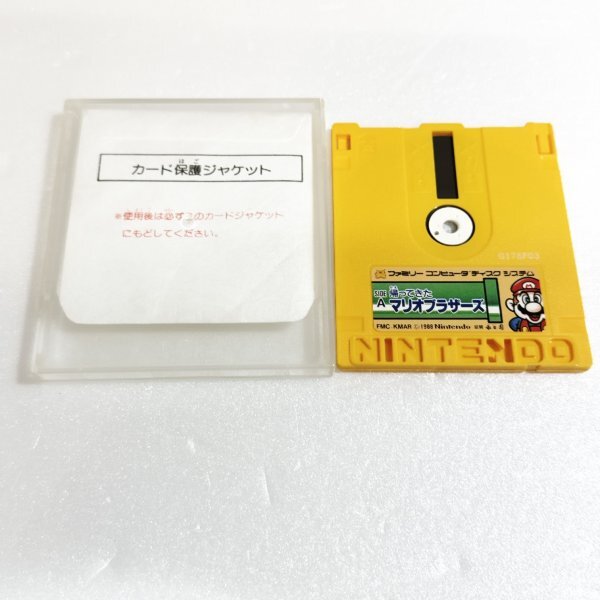 カード保護ジャケット
※使用後は必ずこのカードジャケット
にもどしてください。
ファミリー コンピュータ ディスク システム
SIDE A
帰ってきた
マリオブラザーズ
FMC-KMAR ©1988 Nintendo
NINTENDO